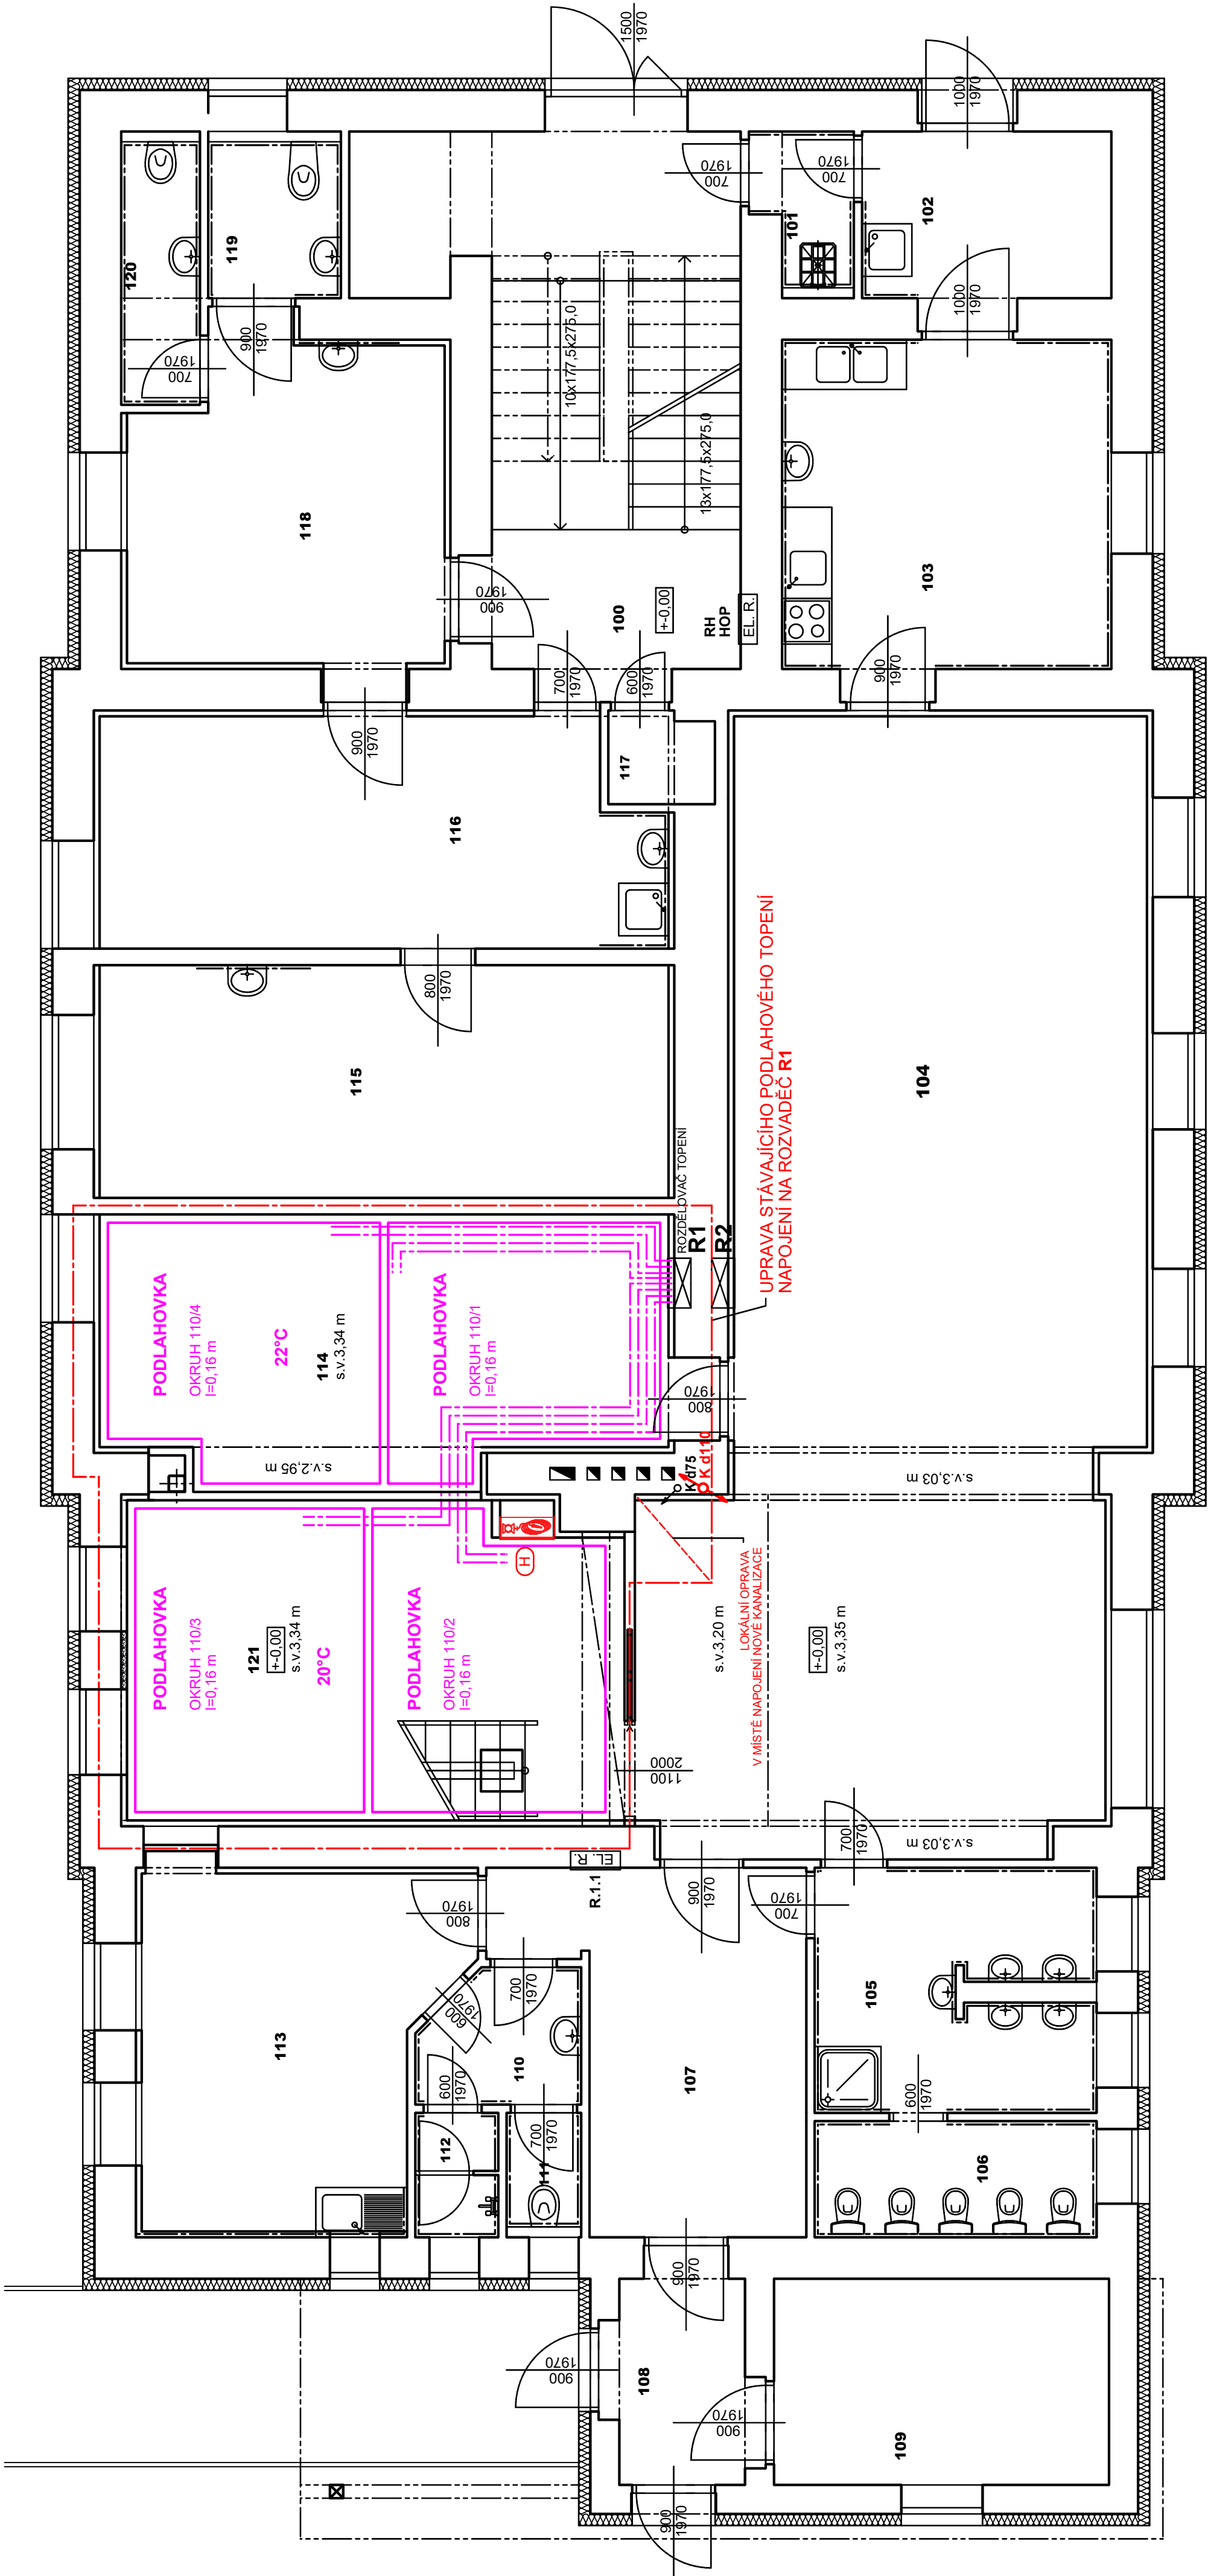 1500
1970
1000
1970
700
1970
700
1970
101
102
119
120
900
1970
700
1970
1000
1970
10x177,5x275,0
13x177,5x275,0
118
103
900
1970
100
+-0,00
RH
HOP
EL. R.
700
1970
600
1970
900
1970
900
1970
117
116
800
1970
115
104
UPRAVA STÁVAJÍCÍHO PODLAHOVÉHO TOPENÍ
NAPOJENÍ NA ROZVADĚČ R1
ROZDĚLOVAČ TOPENÍ
R1
R2
PODLAHOVKA
OKRUH 110/4
l=0,16 m
22°C
114
s.v.3,34 m
PODLAHOVKA
OKRUH 110/1
l=0,16 m
800
1970
s.v.2,95 m
K d75
K d110
s.v.3,03 m
H
PODLAHOVKA
OKRUH 110/3
l=0,16 m
121
+-0,00
s.v.3,34 m
20°C
PODLAHOVKA
OKRUH 110/2
l=0,16 m
s.v.3,20 m
LOKÁLNÍ OPRAVA
V MÍSTĚ NAPOJENÍ NOVÉ KANALIZACE
+-0,00
s.v.3,35 m
1100
2000
s.v.3,03 m
700
1970
EL. R.
R.1.1
800
1970
900
1970
700
1970
700
1970
600
1970
113
110
600
1970
107
105
600
1970
112
700
1970
111
106
900
1970
108
900
1970
900
1970
109
900
1970